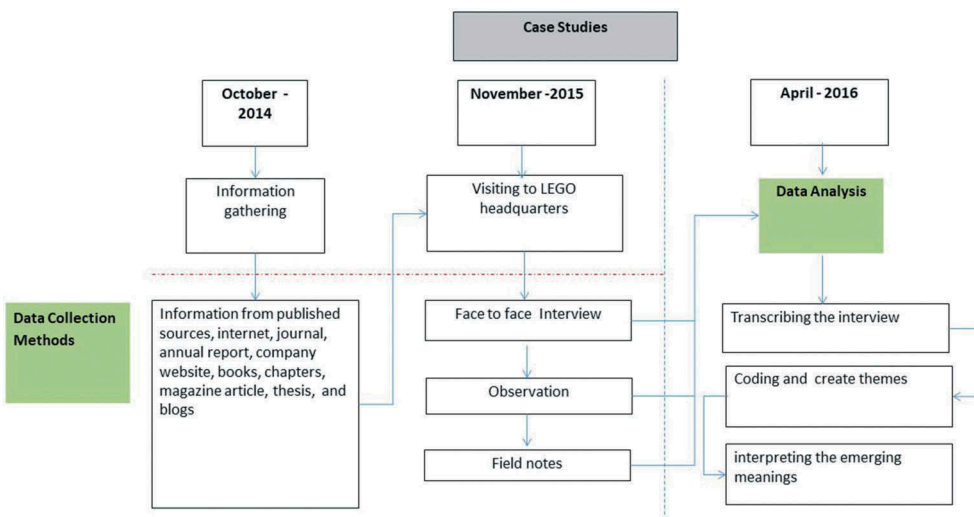 Case Studies
October -
2014
November -2015
April - 2016
Information
gathering
Visiting to LEGO
headquarters
Data Analysis
Data Collection
Methods
Information from published
sources, internet, journal,
annual report, company
website, books, chapters,
magazine article, thesis, and
blogs
Face to face Interview
Observation
Field notes
Transcribing the interview
Coding and create themes
interpreting the emerging
meanings